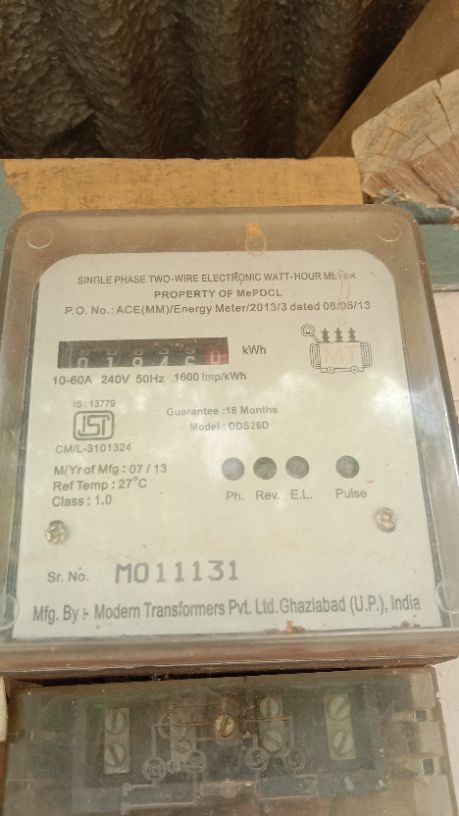 SINGLE PHASE TWO-WIRE ELECTRONIC WATT-HOUR METER
PROPERTY OF MePDCL
P.O. No.: ACE(MM)/Energy Meter/2013/3 dated 08/05/13
kWh
MT
10-60A 240V 50Hz 1600 Imp/kWh
IS : 13779
Guarantee :18 Months
Model : DDS26D
CM/L-3101324
M/Yr of Mfg : 07 / 13
Ref Temp : 27°C
Class : 1.0
Ph. Rev. E.L. Pulse
Sr. No. M011131
Mfg. By :- Modern Transformers Pvt. Ltd. Ghaziabad (U.P.), India